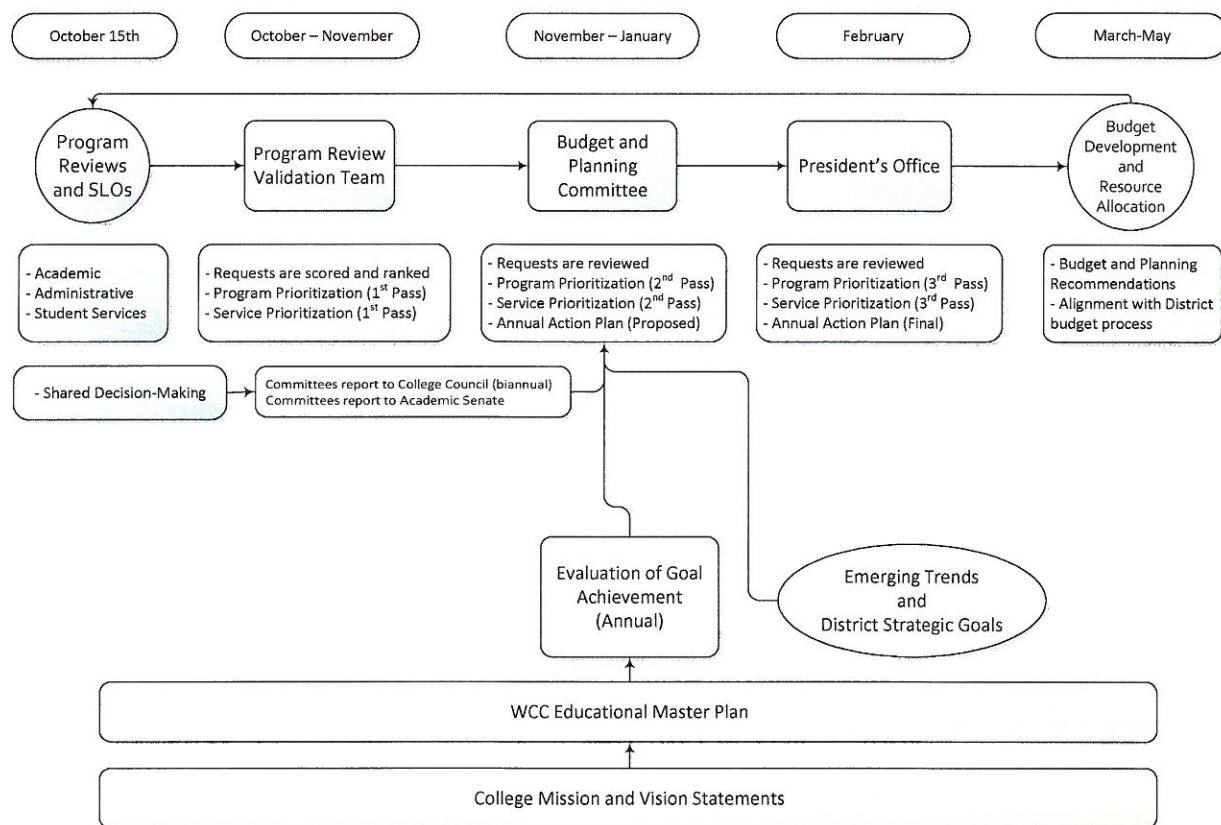 October 15th
October – November
November – January
February
March-May
Program
Reviews
and SLOs
Program Review
Validation Team
Budget and
Planning
Committee
President's Office
Budget
Development
and
Resource
Allocation
- Academic
- Administrative
- Student Services
- Requests are scored and ranked
- Program Prioritization (1st Pass)
- Service Prioritization (1st Pass)
- Requests are reviewed
- Program Prioritization (2nd Pass)
- Service Prioritization (2nd Pass)
- Annual Action Plan (Proposed)
- Requests are reviewed
- Program Prioritization (3rd Pass)
- Service Prioritization (3rd Pass)
- Annual Action Plan (Final)
- Budget and Planning
Recommendations
- Alignment with District
budget process
- Shared Decision-Making
Committees report to College Council (biannual)
Committees report to Academic Senate
Evaluation of Goal
Achievement
(Annual)
Emerging Trends
and
District Strategic Goals
WCC Educational Master Plan
College Mission and Vision Statements